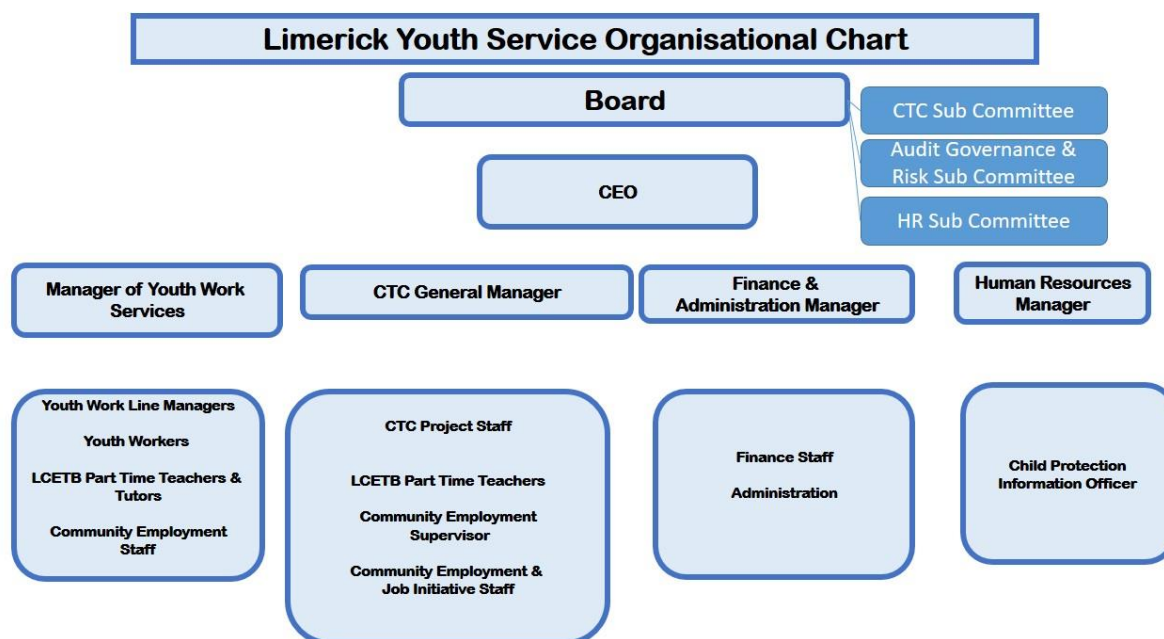 Limerick Youth Service Organisational Chart
Board
CTC Sub Committee
Audit Governance &
Risk Sub Committee
HR Sub Committee
CEO
Manager of Youth Work
Services
CTC General Manager
Finance &
Administration Manager
Human Resources
Manager
Youth Work Line Managers
Youth Workers
LCETB Part Time Teachers &
Tutors
Community Employment
Staff
CTC Project Staff
LCETB Part Time Teachers
Community Employment
Supervisor
Community Employment &
Job Initiative Staff
Finance Staff
Administration
Child Protection
Information Officer